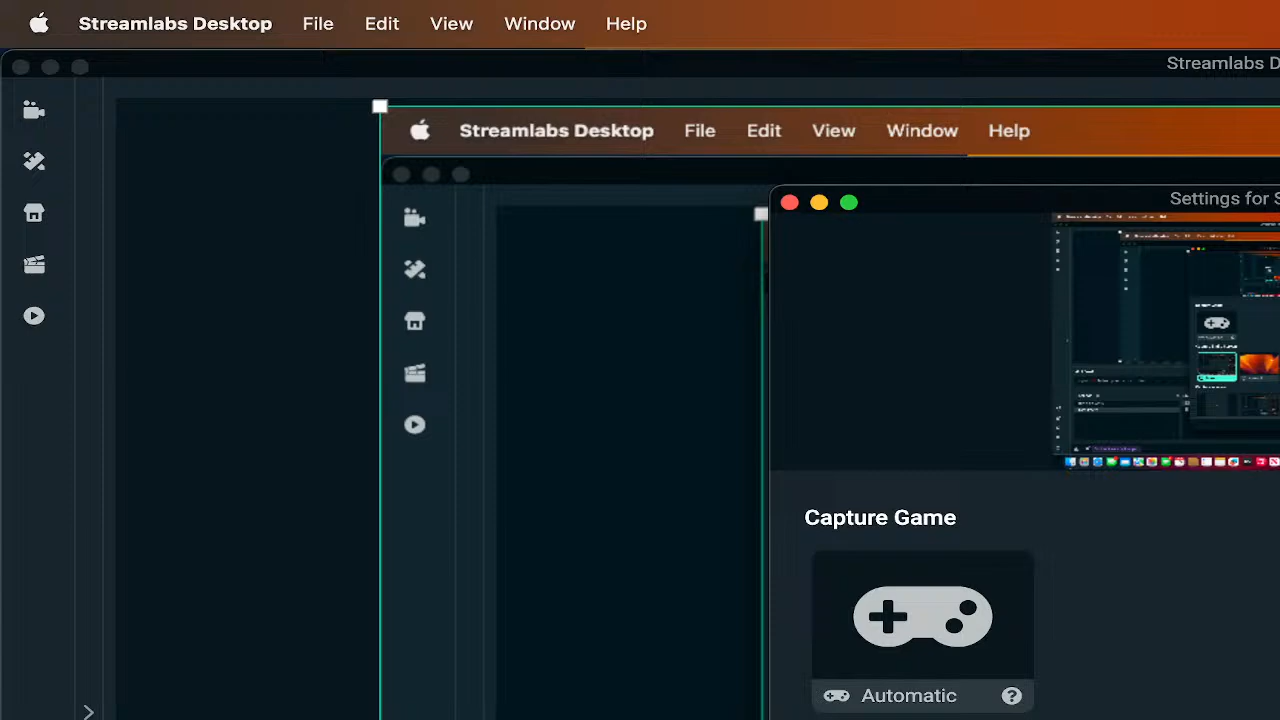 Streamlabs Desktop File Edit View Window Help
Streamlabs D
Streamlabs Desktop File Edit View Window Help
Settings for S
Capture Game
Automatic